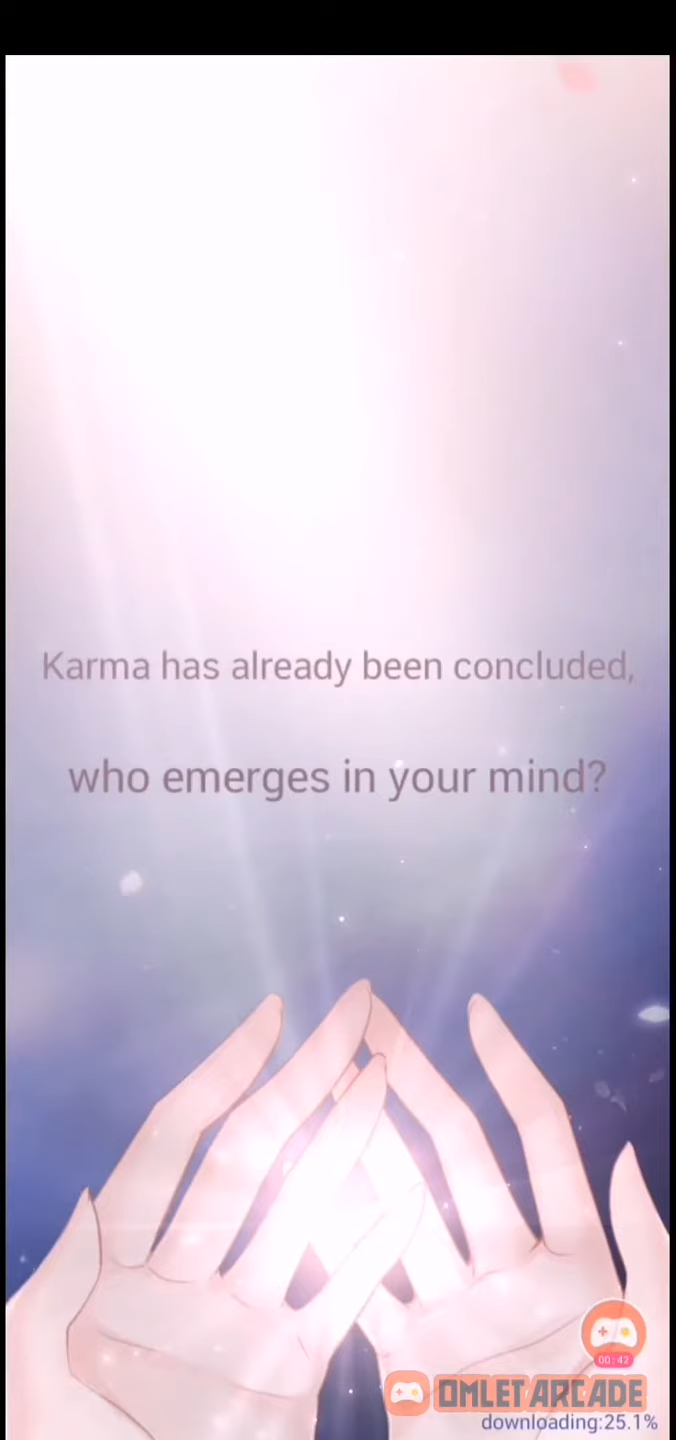 Karma has already been concluded,
who emerges in your mind?
00:42
OMLET ARCADE
downloading:25.1%